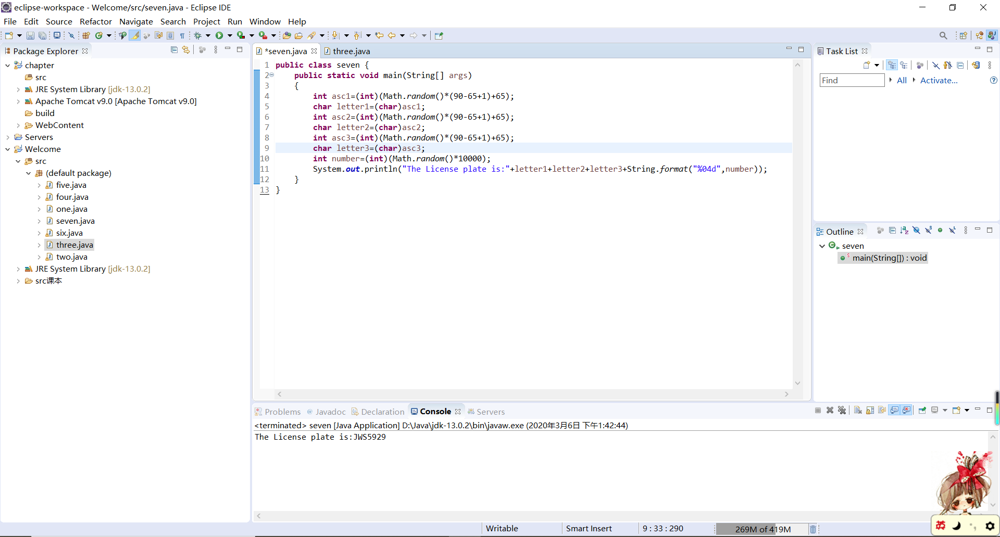 eclipse-workspace - Welcome/src/seven.java - Eclipse IDE
File Edit Source Refactor Navigate Search Project Run Window Help
Package Explorer
chapter
src
JRE System Library [jdk-13.0.2]
Apache Tomcat v9.0 [Apache Tomcat v9.0]
build
WebContent
Servers
Welcome
src
(default package)
five.java
four.java
one.java
seven.java
six.java
three.java
two.java
JRE System Library [jdk-13.0.2]
src课本
*seven.java three.java
1 public class seven {
2 public static void main(String[] args)
3 {
4 int asc1=(int)(Math.random()*(90-65+1)+65);
5 char letter1=(char)asc1;
6 int asc2=(int)(Math.random()*(90-65+1)+65);
7 char letter2=(char)asc2;
8 int asc3=(int)(Math.random()*(90-65+1)+65);
9 char letter3=(char)asc3;
10 int number=(int)(Math.random()*10000);
11 System.out.println("The License plate is:"+letter1+letter2+letter3+String.format("%04d",number));
12 }
13 }
Task List
Find All Activate...
Outline
seven
main(String[]) : void
Problems @ Javadoc Declaration Console Servers
<terminated> seven [Java Application] D:\Java\jdk-13.0.2\bin\javaw.exe (2020年3月6日 下午1:42:44)
The License plate is:JWS5929
Writable Smart Insert 9 : 33 : 290 269M of 419M
英